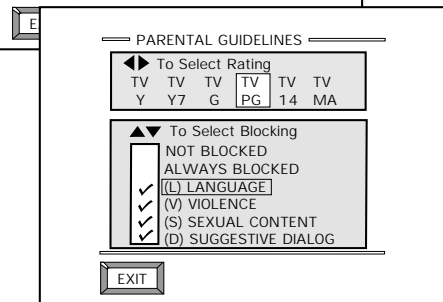 E
PARENTAL GUIDELINES
To Select Rating
TV TV TV TV TV TV
Y Y7 G PG 14 MA
To Select Blocking
NOT BLOCKED
ALWAYS BLOCKED
(L) LANGUAGE
(V) VIOLENCE
(S) SEXUAL CONTENT
(D) SUGGESTIVE DIALOG
EXIT